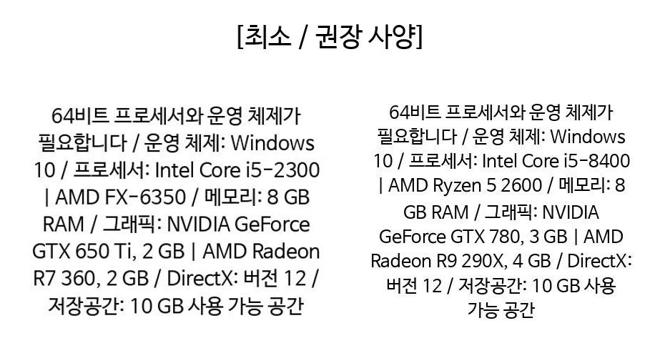 [최소 / 권장 사양]
64비트 프로세서와 운영 체제가
필요합니다 / 운영 체제: Windows
10 / 프로세서: Intel Core i5-2300
| AMD FX-6350 / 메모리: 8 GB
RAM / 그래픽: NVIDIA GeForce
GTX 650 Ti, 2 GB | AMD Radeon
R7 360, 2 GB / DirectX: 버전 12 /
저장공간: 10 GB 사용 가능 공간
64비트 프로세서와 운영 체제가
필요합니다 / 운영 체제: Windows
10 / 프로세서: Intel Core i5-8400
| AMD Ryzen 5 2600 / 메모리: 8
GB RAM / 그래픽: NVIDIA
GeForce GTX 780, 3 GB | AMD
Radeon R9 290X, 4 GB / DirectX:
버전 12 / 저장공간: 10 GB 사용
가능 공간